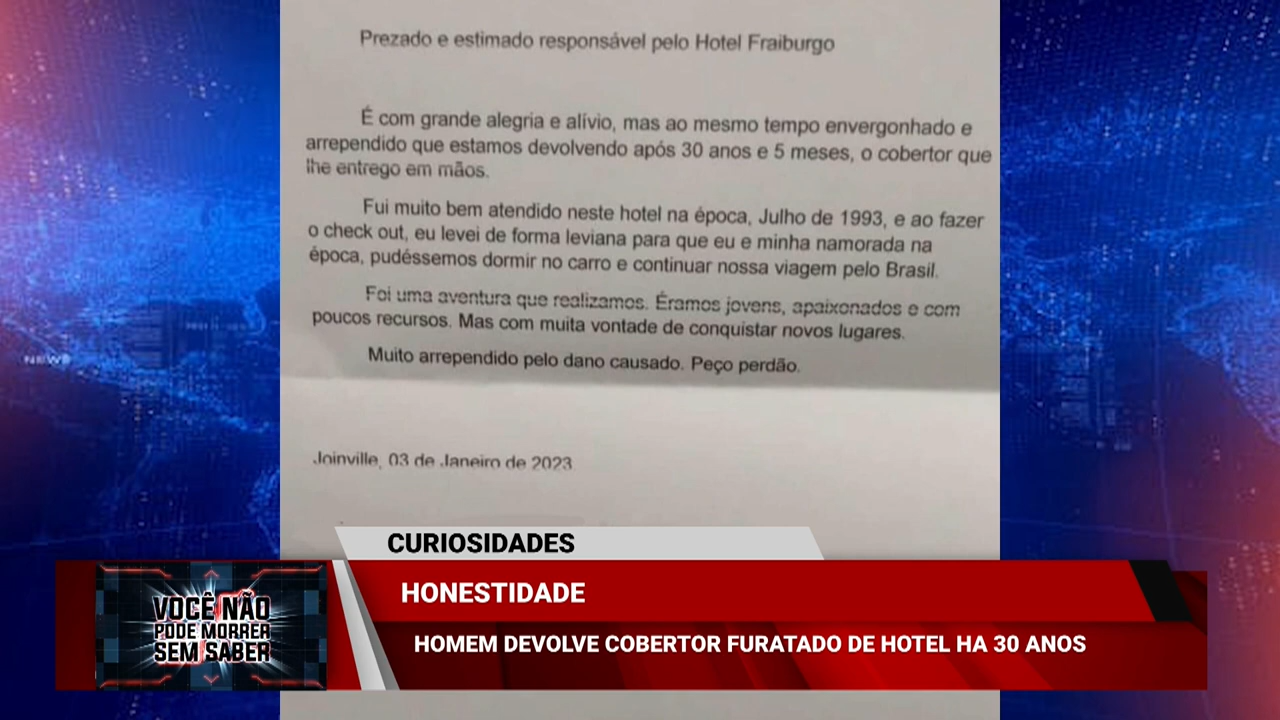 Prezado e estimado responsável pelo Hotel Fraiburgo
É com grande alegria e alívio, mas ao mesmo tempo envergonhado e
arrependido que estamos devolvendo após 30 anos e 5 meses, o cobertor que
lhe entrego em mãos.
Fui muito bem atendido neste hotel na época, Julho de 1993, e ao fazer
o check out, eu levei de forma leviana para que eu e minha namorada na
época, pudéssemos dormir no carro e continuar nossa viagem pelo Brasil.
Foi uma aventura que realizamos. Éramos jovens, apaixonados e com
poucos recursos. Mas com muita vontade de conquistar novos lugares.
Muito arrependido pelo dano causado. Peço perdão.
NEWS
Joinville, 03 de Janeiro de 2023
CURIOSIDADES
HONESTIDADE
HOMEM DEVOLVE COBERTOR FURATADO DE HOTEL HA 30 ANOS
VOCÊ NÃO
PODE MORRER
SEM SABER